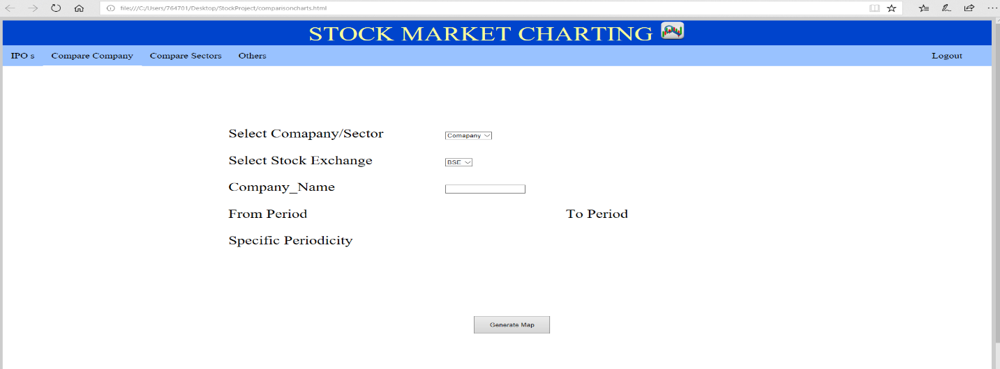 file:///C:/Users/764701/Desktop/StockProject/comparisoncharts.html
STOCK MARKET CHARTING
IPO s Compare Company Compare Sectors Others Logout
Select Comapany/Sector Comapany
Select Stock Exchange BSE
Company_Name
From Period To Period
Specific Periodicity
Generate Map